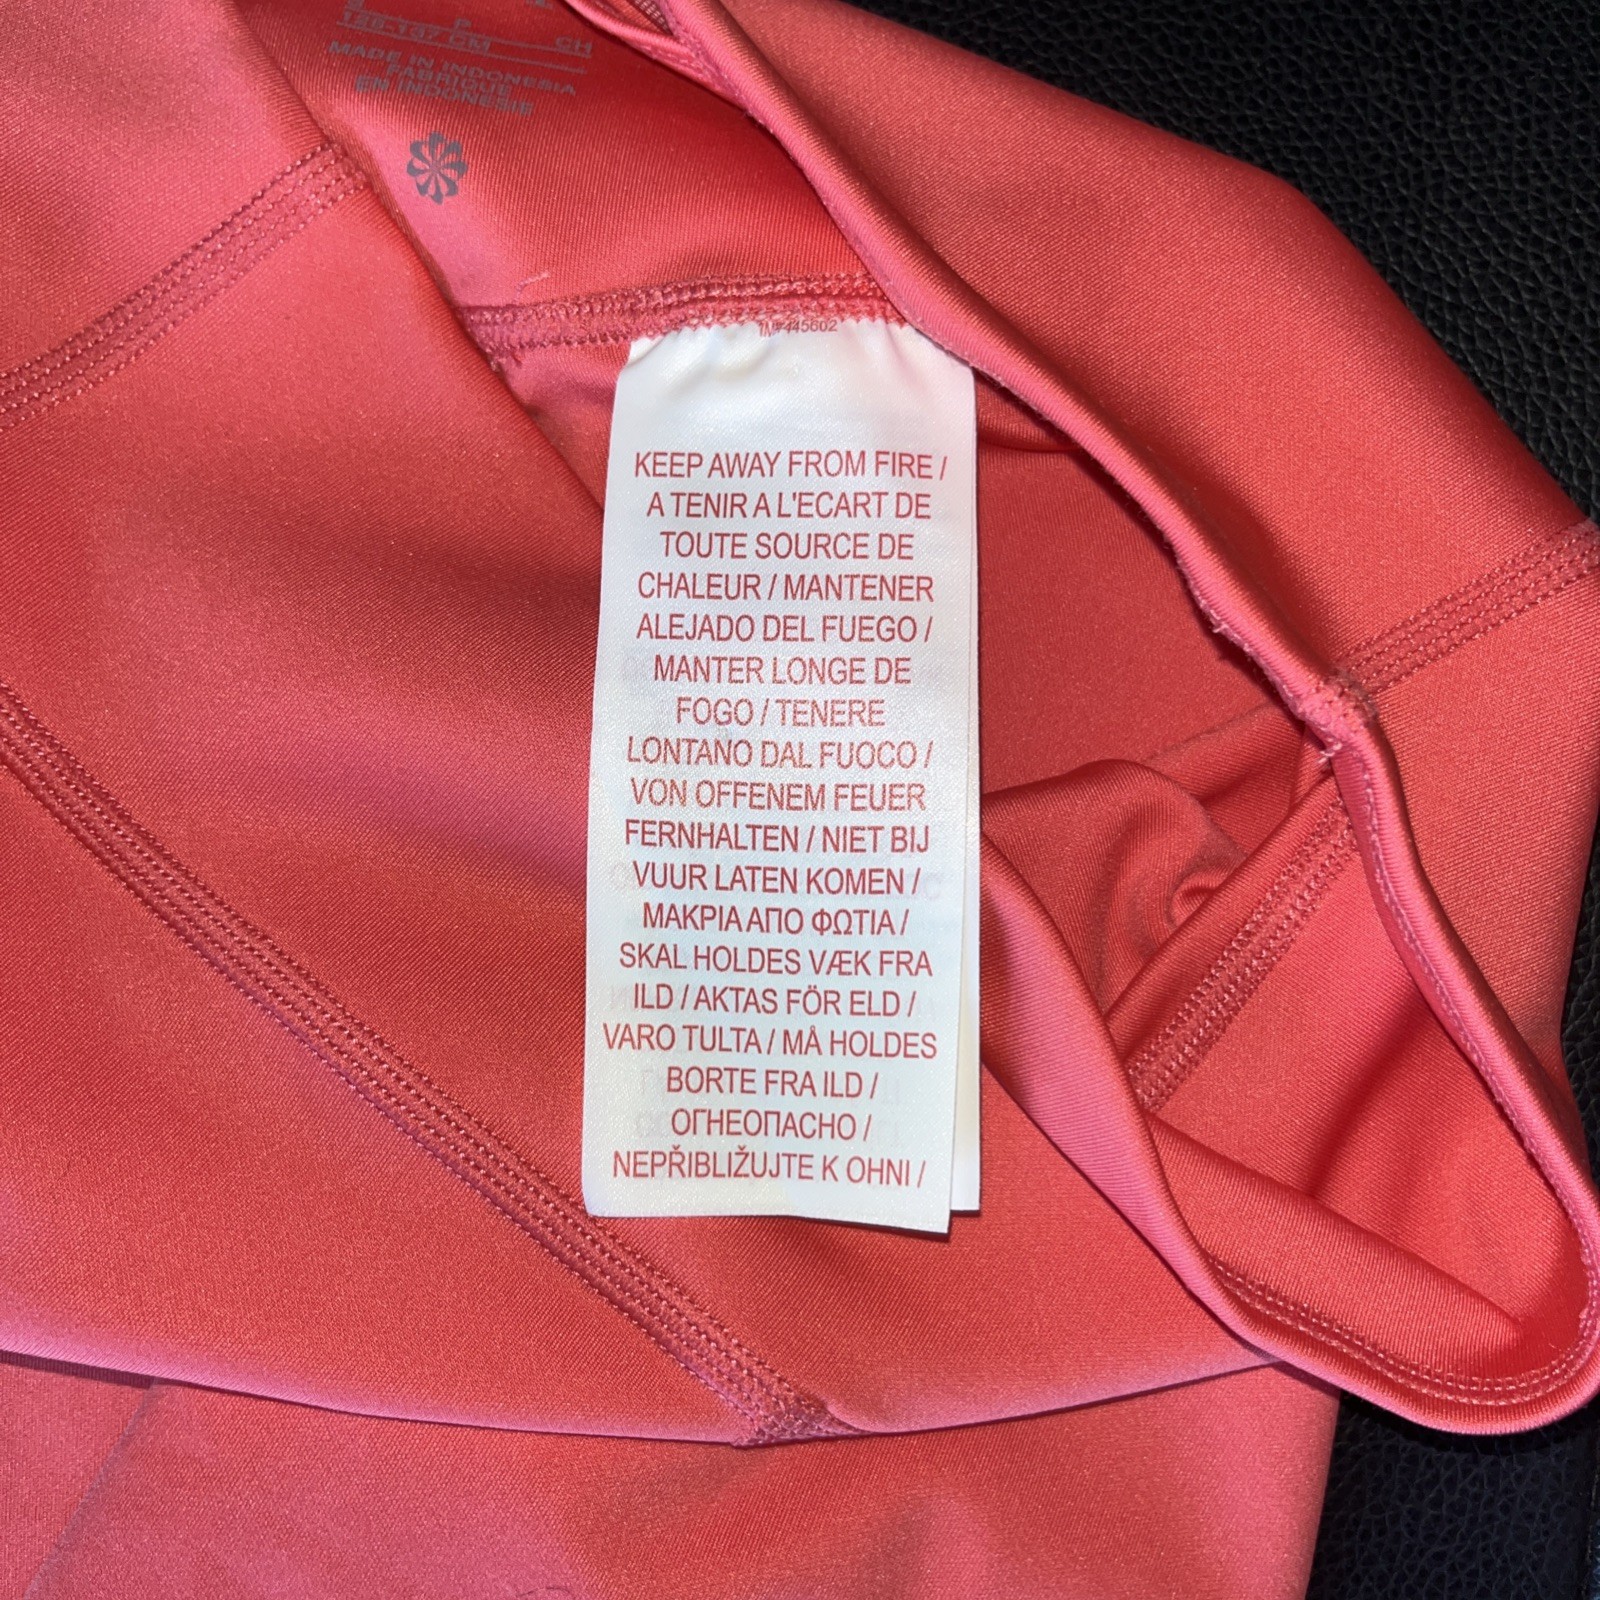 P
CH
MADE IN INDONESIA
FABRIQUE
EN INDONESIE
KEEP AWAY FROM FIRE /
A TENIR A L'ECART DE
TOUTE SOURCE DE
CHALEUR / MANTENER
ALEJADO DEL FUEGO /
MANTER LONGE DE
FOGO / TENERE
LONTANO DAL FUOCO /
VON OFFENEM FEUER
FERNHALTEN / NIET BIJ
VUUR LATEN KOMEN /
ΜΑΚΡΙΑ ΑΠΟ ΦΩΤΙΑ /
SKAL HOLDES VÆK FRA
ILD / AKTAS FÖR ELD /
VARO TULTA / MÅ HOLDES
BORTE FRA ILD /
ОГНЕОПАСНО /
NEPŘIBLIŽUJTE K OHNI /